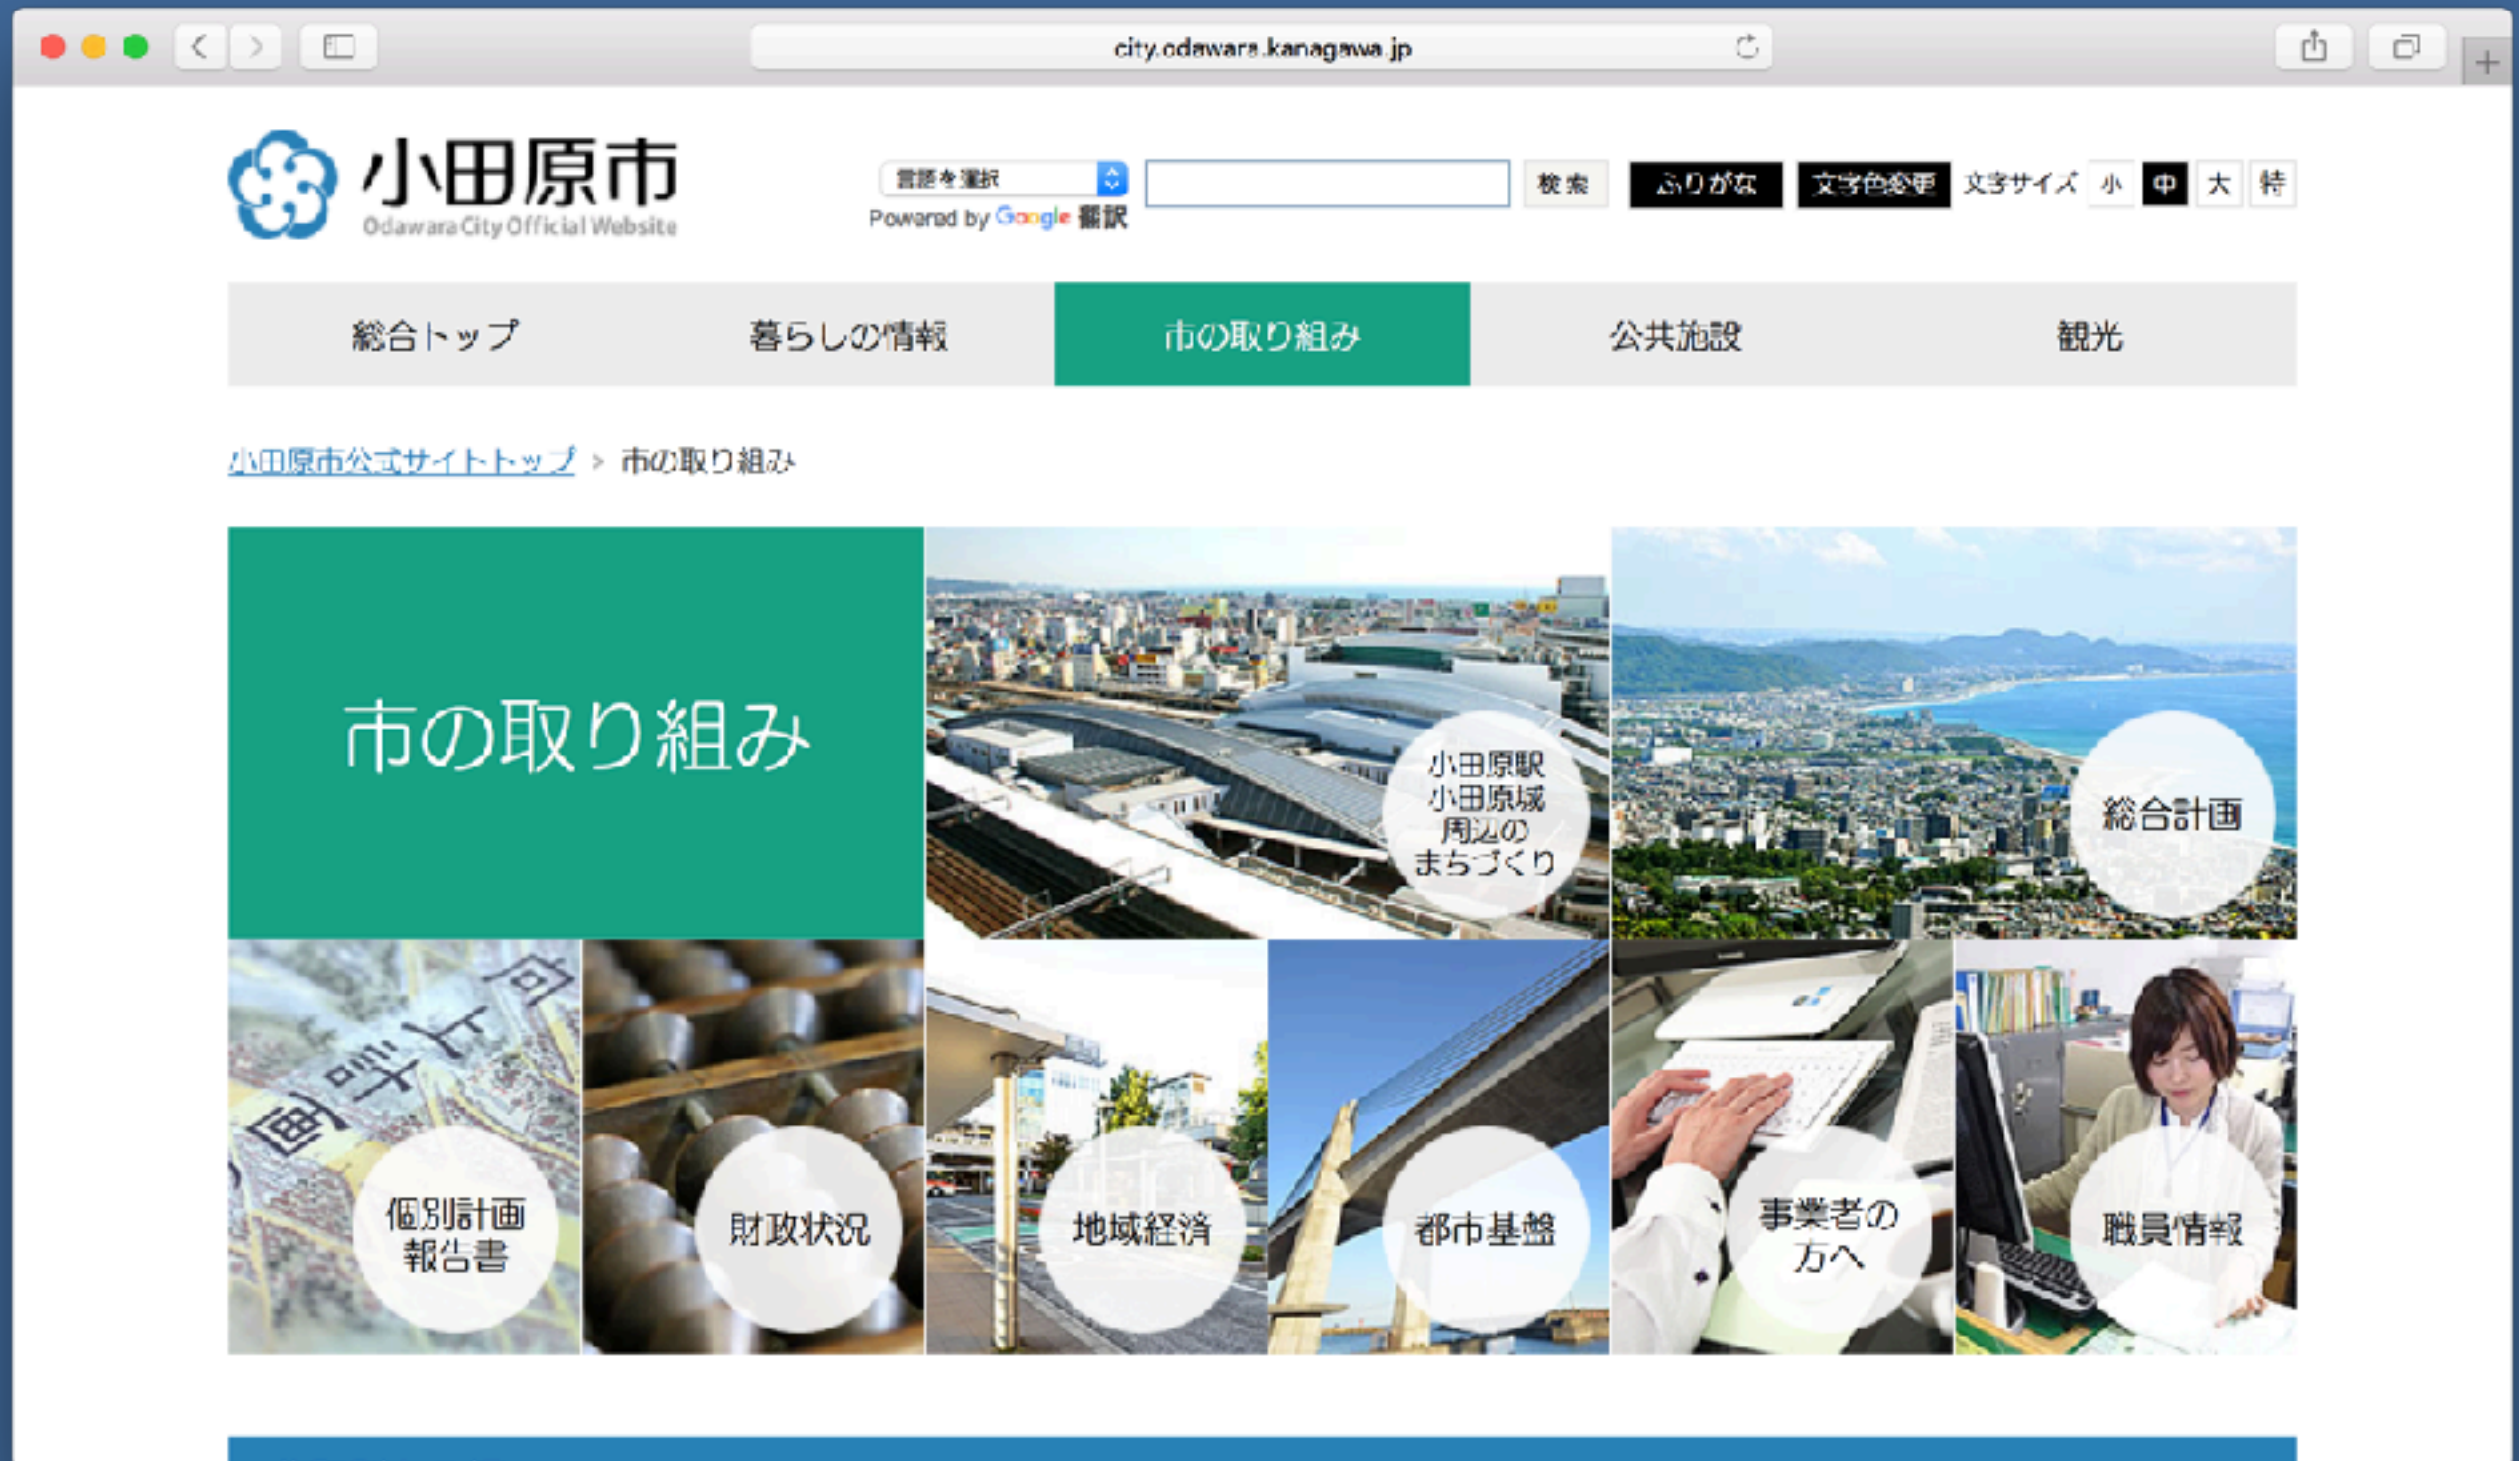 city.odawara.kanagawa.jp
小田原市
Odawara City Official Website
言語を選択
Powered by Google 翻訳
検索
ふりがな
文字色変更
文字サイズ 小 中 大 特
総合トップ 暮らしの情報 市の取り組み 公共施設 観光
小田原市公式サイトトップ > 市の取り組み
市の取り組み
小田原駅
小田原城
周辺の
まちづくり
総合計画
個別計画
報告書
財政状況
地域経済
都市基盤
事業者の
方へ
職員情報